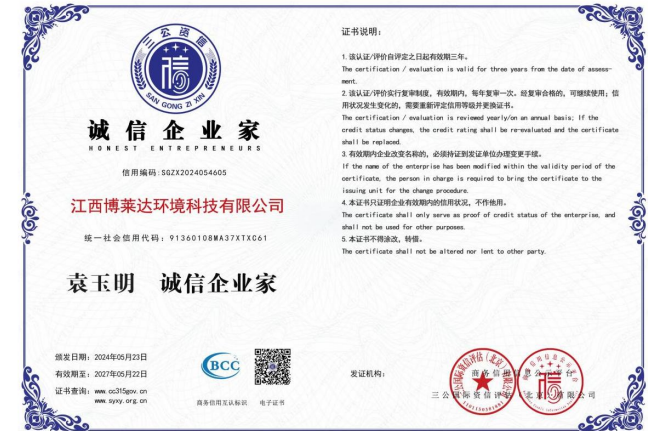 三公资信
SAN GONG ZI XIN
诚信企业家
HONEST ENTREPRENEURS
信用编码:SGZX2024054605
江西博莱达环境科技有限公司
统一社会信用代码：91360108MA37XTXC61
袁玉明 诚信企业家
颁发日期：2024年05月23日
有效期至：2027年05月22日
证书查询：www.cc315gov.cn
www.syxy.org.cn
BCC
商务信用互认标识
电子证书
证书说明：
1. 该认证/评价自评定之日起有效期三年。
The certification / evaluation is valid for three years from the date of assess-
ment.
2. 该认证/评价实行复审制度，有效期内，每年复审一次。经复审合格的，可继续使用；信
用状况发生变化的，需要重新评定信用等级并更换证书。
The certification / evaluation is reviewed yearly/on an annual basis; If the
credit status changes, the credit rating shall be re-evaluated and the certificate
shall be replaced.
3. 有效期内企业改变名称的，必须持证到发证单位办理变更手续。
If the name of the enterprise has been modified within the validity period of the
certificate, the person in charge is required to bring the certificate to the
issuing unit for the change procedure.
4. 本证书只证明企业有效期内的信用状况，不作他用。
The certificate shall only serve as proof of credit status of the enterprise, and
shall not be used for other purposes.
5. 本证书不得涂改，转借。
The certificate shall not be altered nor lent to other party.
发证机构：
商务信用信息公示平台
三公国际资信评估（北京）有限公司